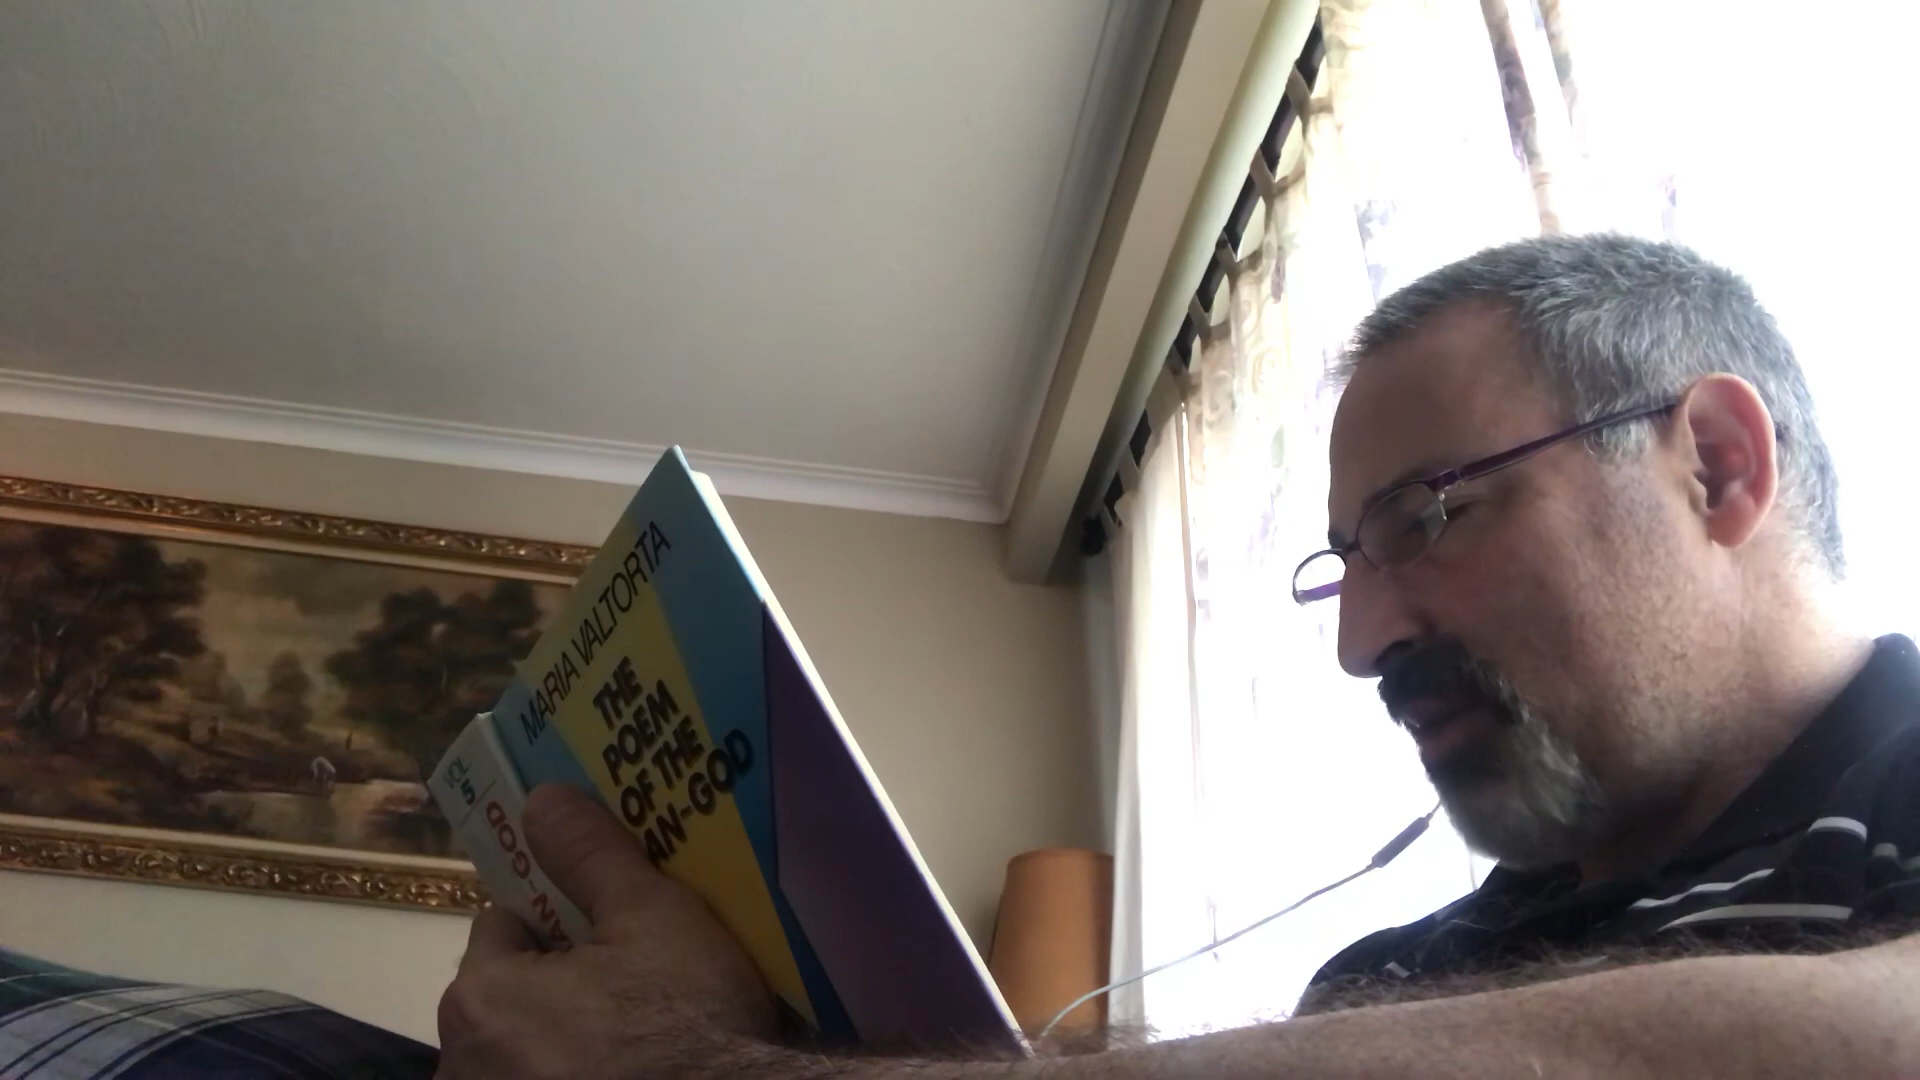 MARIA VALTORTA
THE
POEM
OF THE
AN-GOD
VOL
5
AN-GOD